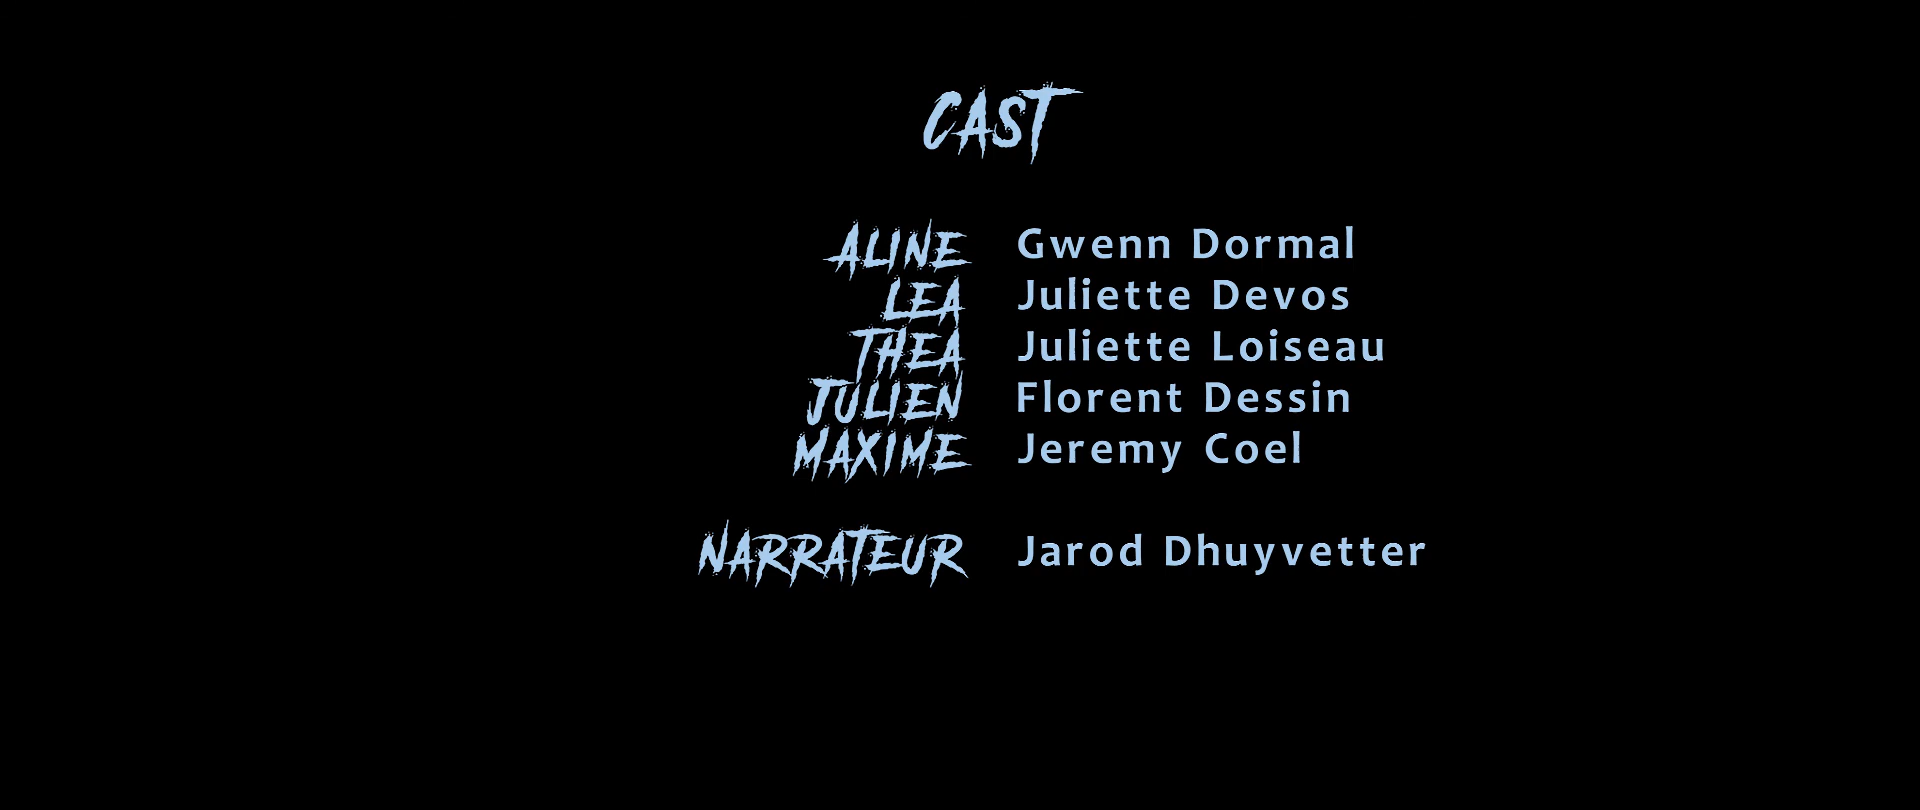 CAST
ALINE Gwenn Dormal
LEA Juliette Devos
THEA Juliette Loiseau
JULIEN Florent Dessin
MAXIME Jeremy Coel
NARRATEUR Jarod Dhuyvetter